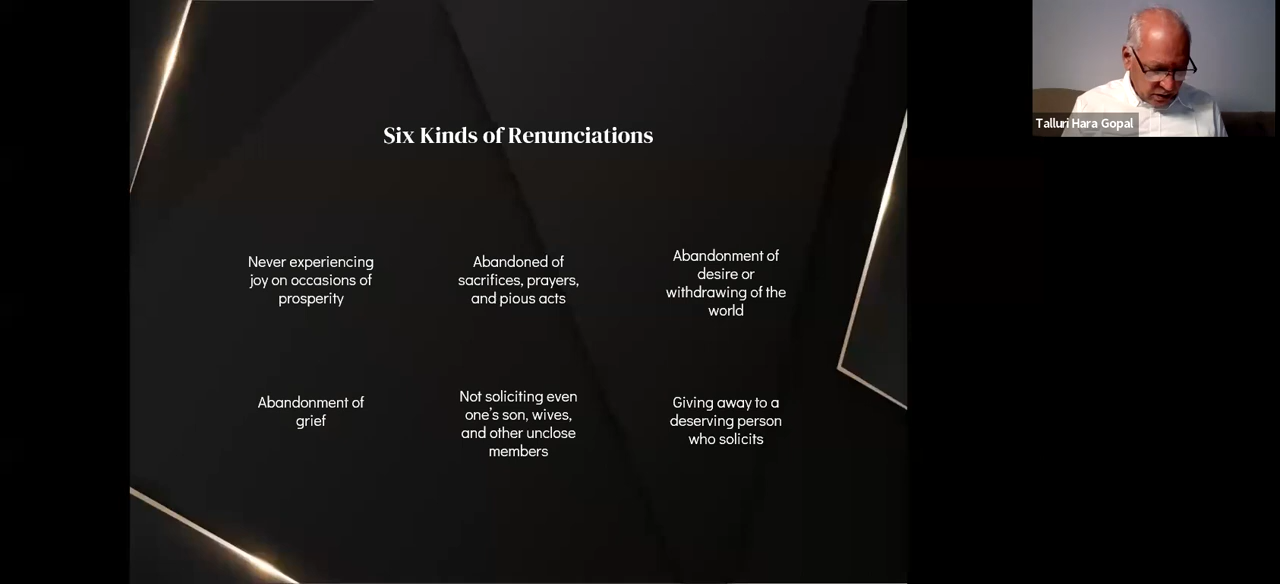 Six Kinds of Renunciations
Never experiencing
joy on occasions of
prosperity
Abandoned of
sacrifices, prayers,
and pious acts
Abandonment of
desire or
withdrawing of the
world
Abandonment of
grief
Not soliciting even
one's son, wives,
and other unclose
members
Giving away to a
deserving person
who solicits
Talluri Hara Gopal